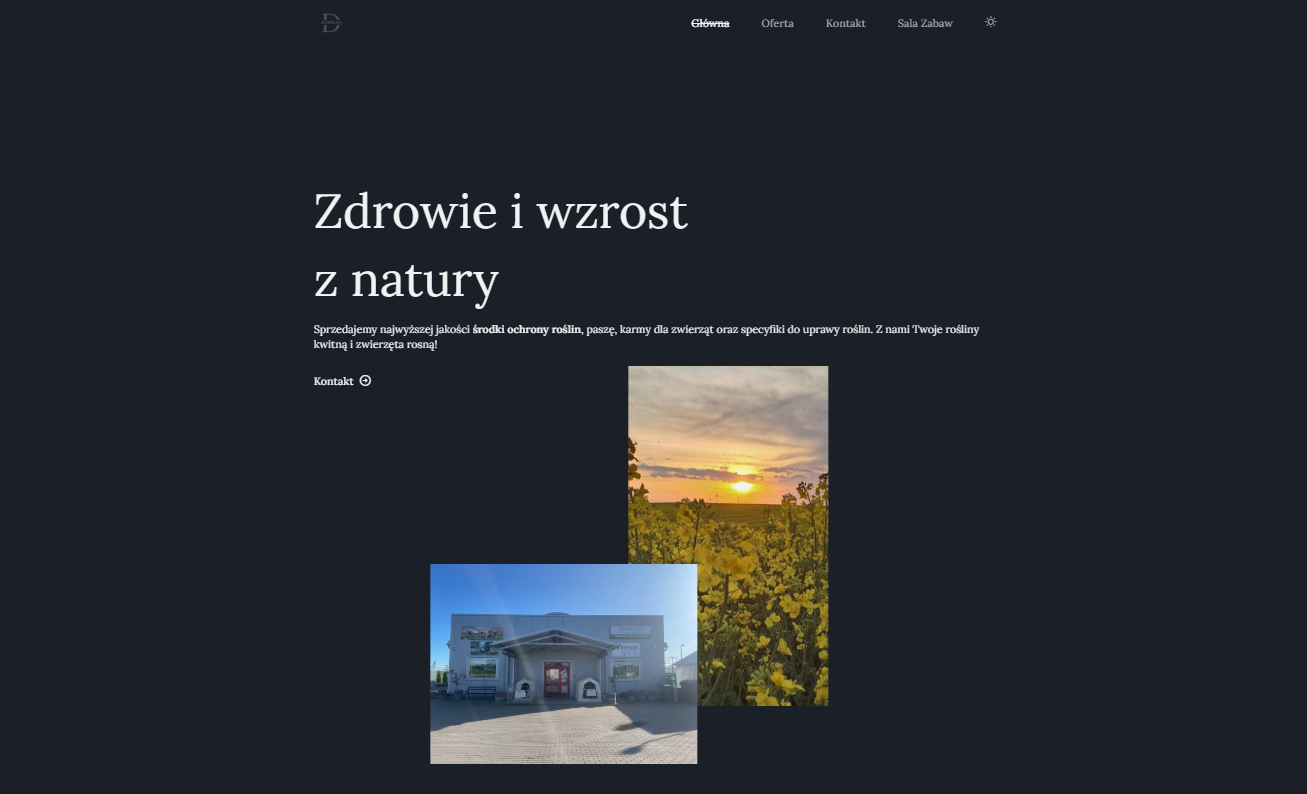 D
Główna Oferta Kontakt Sala Zabaw
Zdrowie i wzrost
z natury
Sprzedajemy najwyższej jakości środki ochrony roślin, paszę, karmy dla zwierząt oraz specyfiki do uprawy roślin. Z nami Twoje rośliny
kwitną i zwierzęta rosną!
Kontakt